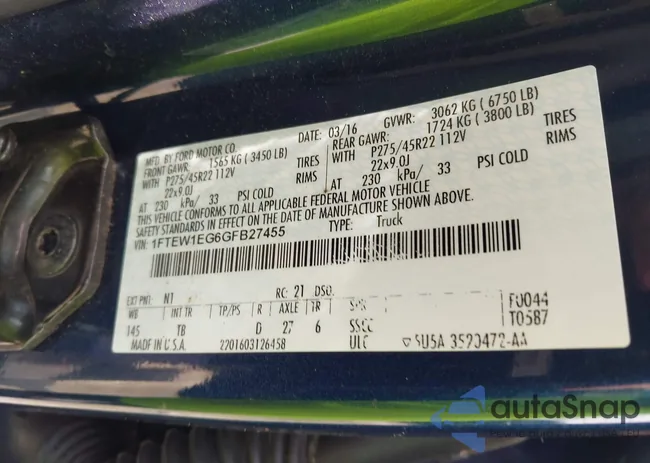 MFD. BY FORD MOTOR CO. DATE: 03/16 GVWR: 3062 KG ( 6750 LB)
FRONT GAWR: 1565 KG ( 3450 LB) REAR GAWR: 1724 KG ( 3800 LB)
WITH P275/45R22 112V TIRES WITH P275/45R22 112V TIRES
22x9.0J RIMS 22x9.0J RIMS
AT 230 kPa/ 33 PSI COLD AT 230 kPa/ 33 PSI COLD
THIS VEHICLE CONFORMS TO ALL APPLICABLE FEDERAL MOTOR VEHICLE
SAFETY STANDARDS IN EFFECT ON THE DATE OF MANUFACTURE SHOWN ABOVE.
VIN: 1FTEW1EG6GFB27455 TYPE: Truck
EXT PNT: N1 RC: 21 DSO: F0044
WB INT TR TP/PS R AXLE TR SPR T0587
145 TB D 27 6
MADE IN U.S.A. 2201603126458 ULC
autoSnap